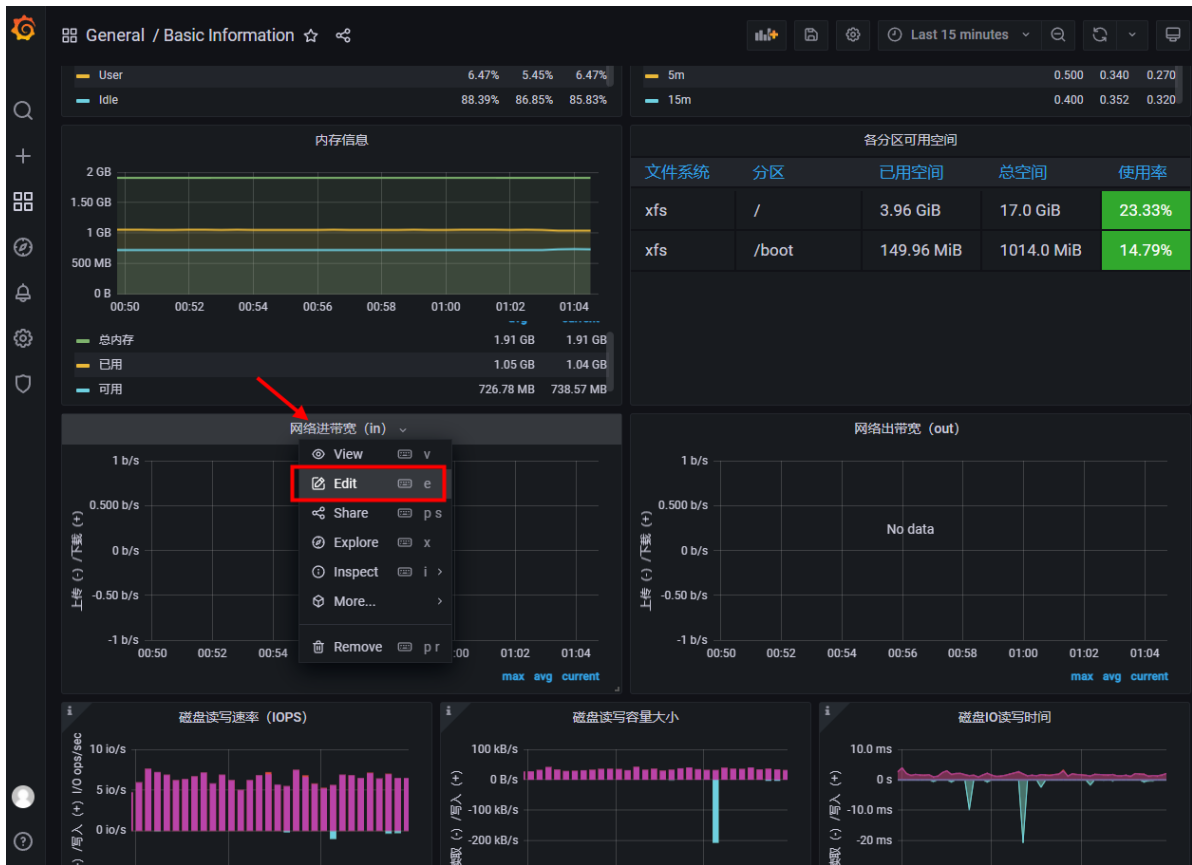 General / Basic Information
Last 15 minutes
User 6.47% 5.45% 6.47%
Idle 88.39% 86.85% 85.83%
5m 0.500 0.340 0.270
15m 0.400 0.352 0.320
内存信息
2 GB
1.50 GB
1 GB
500 MB
0 B
00:50 00:52 00:54 00:56 00:58 01:00 01:02 01:04
avg current
总内存 1.91 GB 1.91 GB
已用 1.05 GB 1.04 GB
可用 726.78 MB 738.57 MB
各分区可用空间
文件系统 分区 已用空间 总空间 使用率
xfs / 3.96 GiB 17.0 GiB 23.33%
xfs /boot 149.96 MiB 1014.0 MiB 14.79%
网络进带宽（in）
上传 (-) /下载 (+)
1 b/s
0.500 b/s
0 b/s
-0.50 b/s
-1 b/s
00:50 00:52 00:54 :00 01:02 01:04
max avg current
View v
Edit e
Share p s
Explore x
Inspect i
More...
Remove p r
网络出带宽（out）
上传 (-) /下载 (+)
1 b/s
0.500 b/s
0 b/s
-0.50 b/s
-1 b/s
No data
00:50 00:52 00:54 00:56 00:58 01:00 01:02 01:04
max avg current
磁盘读写速率（IOPS）
/写入 (+) I/O ops/sec
10 io/s
5 io/s
0 io/s
磁盘读写容量大小
读取 (-) /写入 (+)
100 kB/s
0 B/s
-100 kB/s
-200 kB/s
磁盘IO读写时间
读取 (-) /写入 (+)
10.0 ms
0 s
-10.0 ms
-20 ms